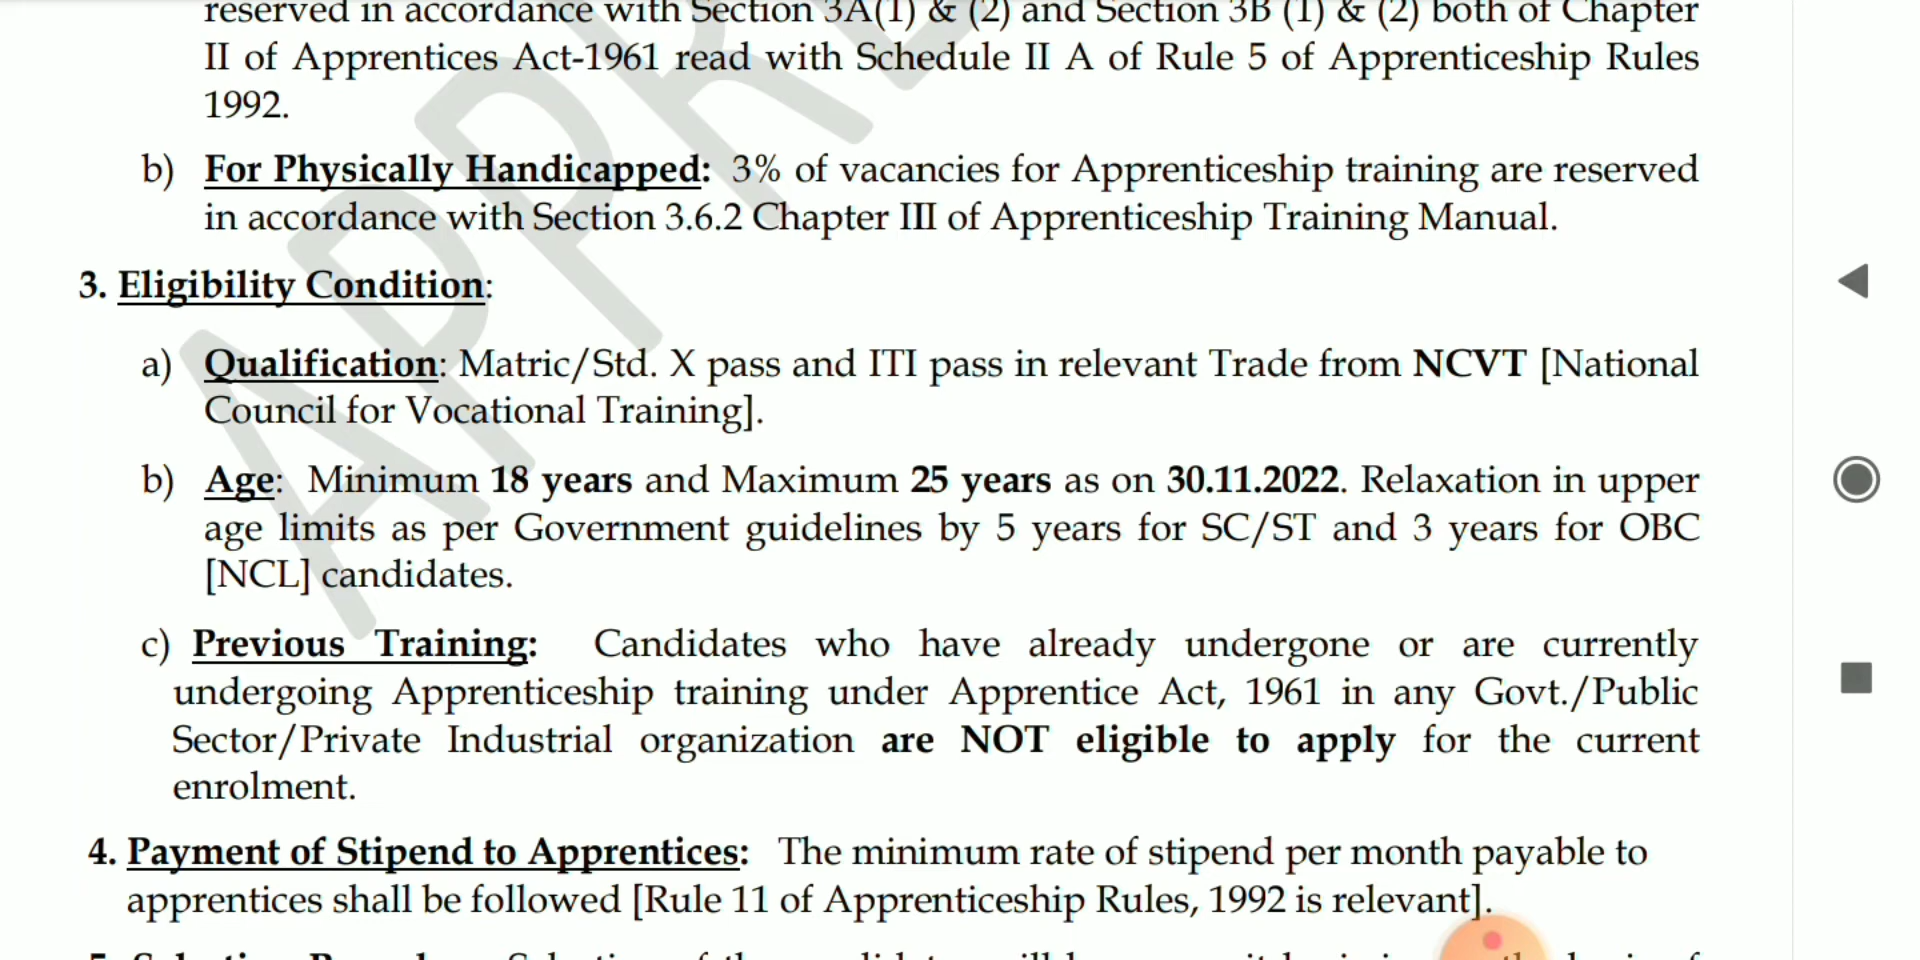 reserved in accordance with Section 3A(1) & (2) and Section 3B (1) & (2) both of Chapter
II of Apprentices Act-1961 read with Schedule II A of Rule 5 of Apprenticeship Rules
1992.
b) For Physically Handicapped: 3% of vacancies for Apprenticeship training are reserved
in accordance with Section 3.6.2 Chapter III of Apprenticeship Training Manual.
3. Eligibility Condition:
a) Qualification: Matric/Std. X pass and ITI pass in relevant Trade from NCVT [National
Council for Vocational Training].
b) Age: Minimum 18 years and Maximum 25 years as on 30.11.2022. Relaxation in upper
age limits as per Government guidelines by 5 years for SC/ST and 3 years for OBC
[NCL] candidates.
c) Previous Training: Candidates who have already undergone or are currently
undergoing Apprenticeship training under Apprentice Act, 1961 in any Govt./Public
Sector/Private Industrial organization are NOT eligible to apply for the current
enrolment.
4. Payment of Stipend to Apprentices: The minimum rate of stipend per month payable to
apprentices shall be followed [Rule 11 of Apprenticeship Rules, 1992 is relevant].